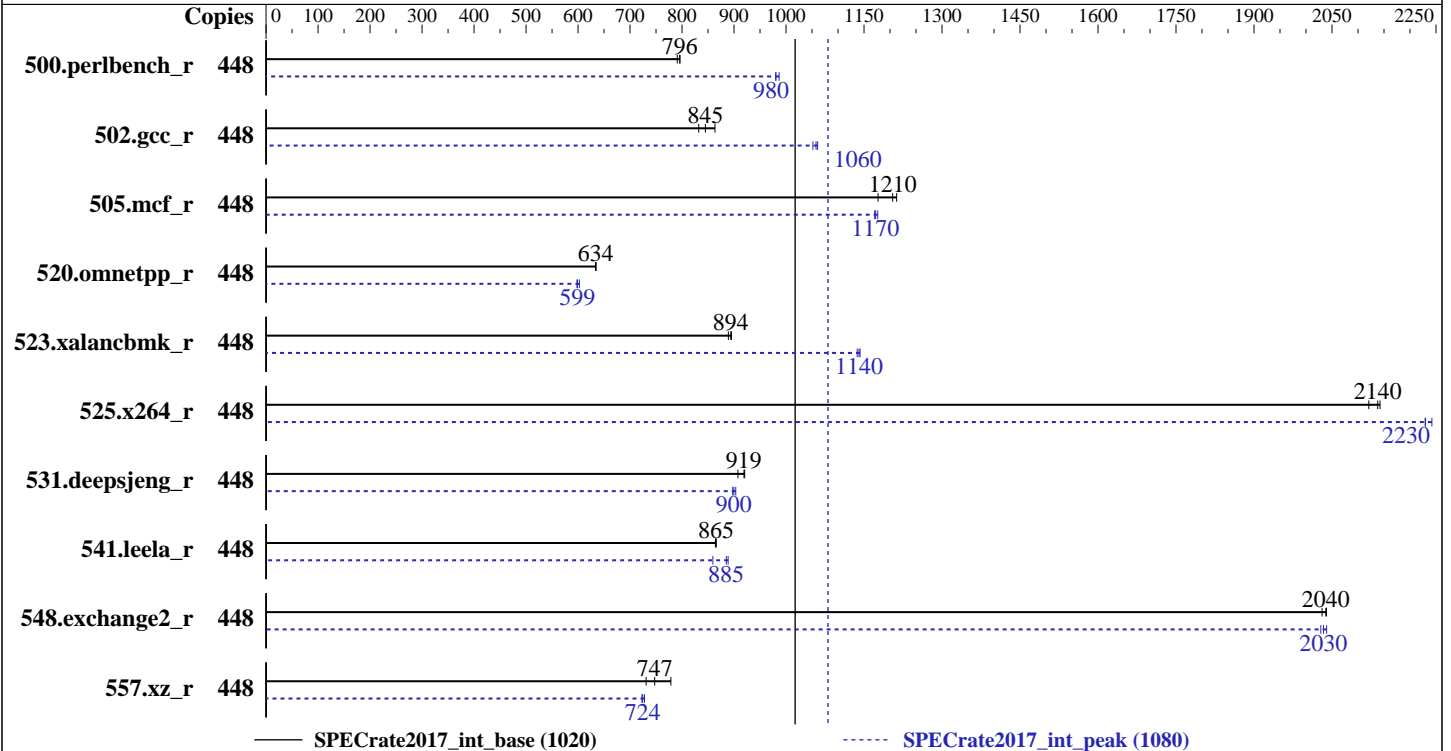 Copies 0 100 200 300 400 500 600 700 800 900 1000 1150 1300 1450 1600 1750 1900 2050 2250
796
500.perlbench_r 448
980
845
502.gcc_r 448
1060
1210
505.mcf_r 448
1170
634
520.omnetpp_r 448
599
894
523.xalancbmk_r 448
1140
2140
525.x264_r 448
2230
919
531.deepsjeng_r 448
900
865
541.leela_r 448
885
2040
548.exchange2_r 448
2030
747
557.xz_r 448
724
SPECrate2017_int_base (1020) SPECrate2017_int_peak (1080)